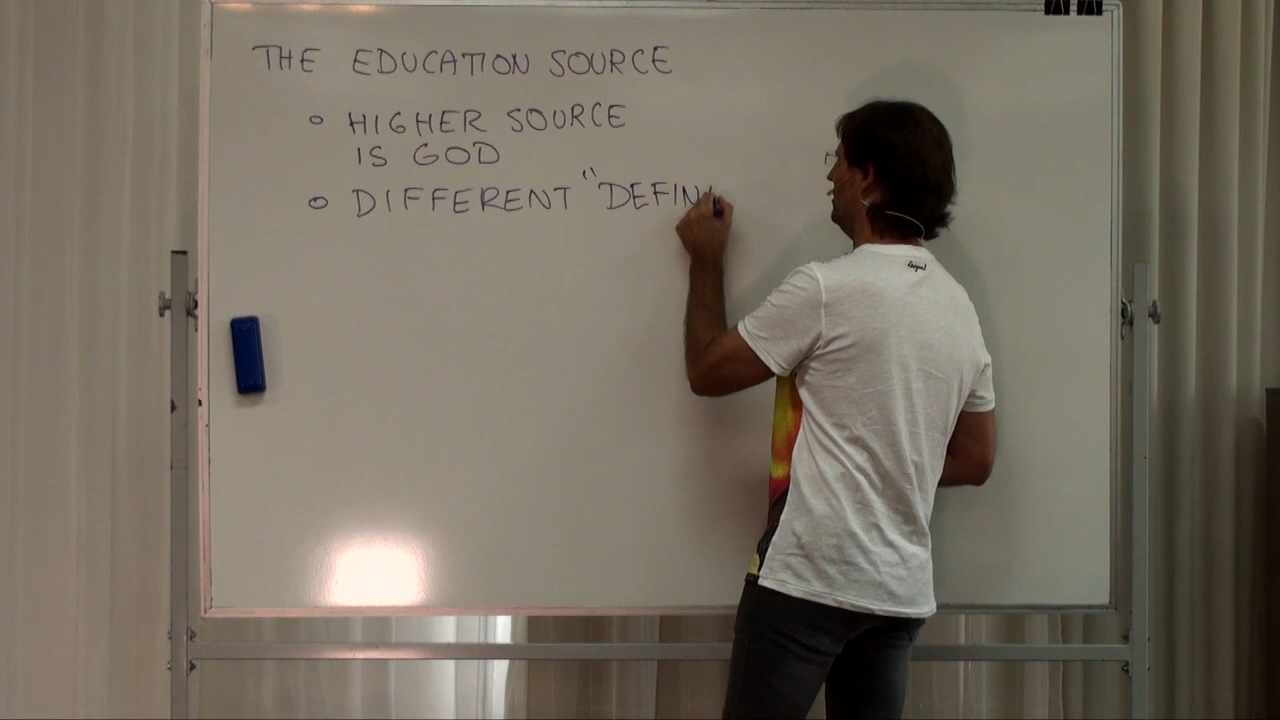 THE EDUCATION SOURCE
o HIGHER SOURCE
IS GOD
o DIFFERENT "DEFIN